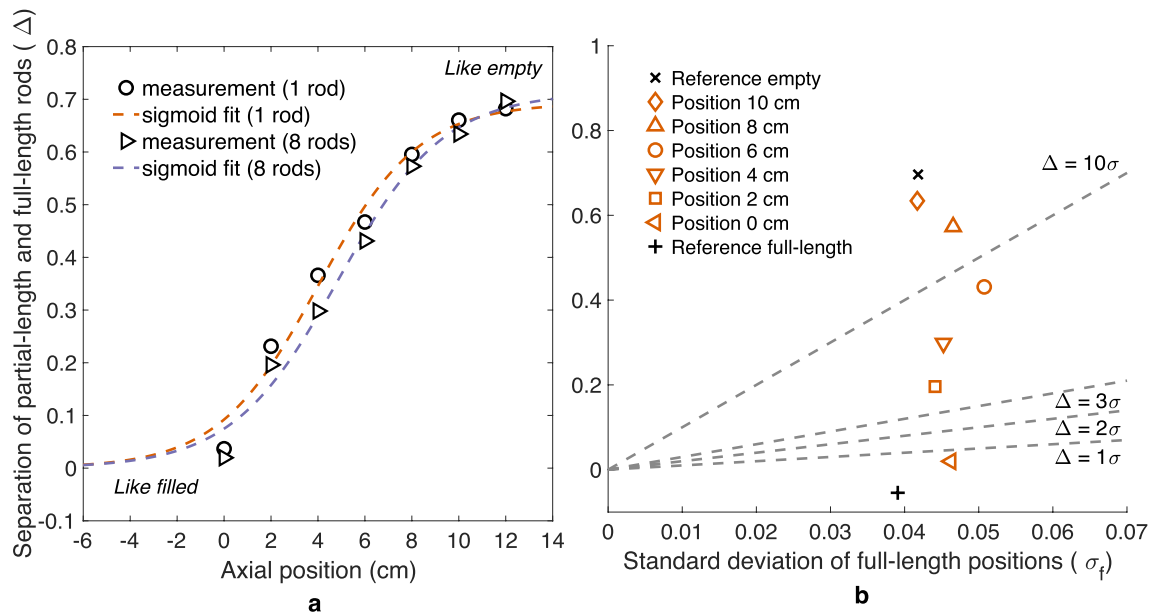 Separation of partial-length and full-length rods ( Δ)
0.8
0.7
0.6
0.5
0.4
0.3
0.2
0.1
0
-0.1
measurement (1 rod)
sigmoid fit (1 rod)
measurement (8 rods)
sigmoid fit (8 rods)
Like empty
Like filled
-6
-4
-2
0
2
4
6
8
10
12
14
Axial position (cm)
a
1
0.8
0.6
0.4
0.2
0
Reference empty
Position 10 cm
Position 8 cm
Position 6 cm
Position 4 cm
Position 2 cm
Position 0 cm
Reference full-length
Δ = 10σ
Δ = 3σ
Δ = 2σ
Δ = 1σ
0
0.01
0.02
0.03
0.04
0.05
0.06
0.07
Standard deviation of full-length positions ( σf)
b